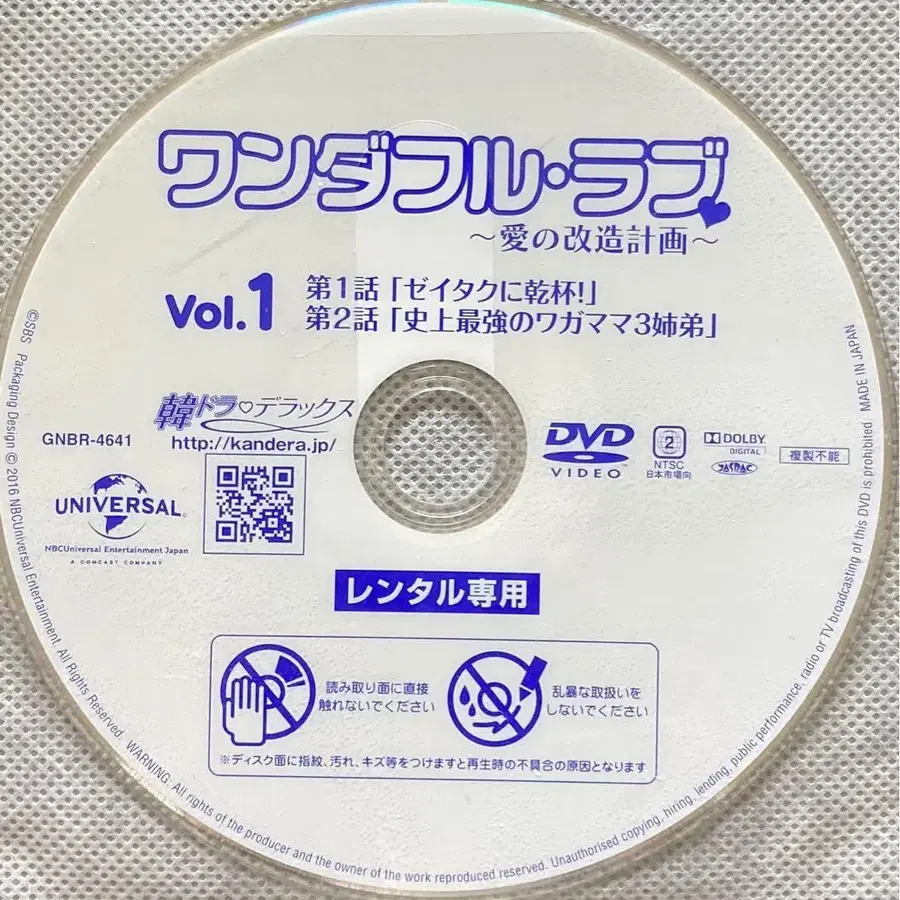 ワンダフル・ラブ
～愛の改造計画～
Vol.1
第1話「ゼイタクに乾杯!」
第2話「史上最強のワガママ3姉弟」
韓ドラ♡デラックス
http://kandera.jp/
GNBR-4641
UNIVERSAL
NBCUniversal Entertainment Japan
A COMCAST COMPANY
DVD
VIDEO
2
NTSC
日本市場向
DOLBY
DIGITAL
JASRAC
複製不能
レンタル専用
読み取り面に直接
触れないでください
乱暴な取扱いを
しないでください
※ディスク面に指紋、汚れ、キズ等をつけますと再生時の不具合の原因となります
©SBS Packaging Design © 2016 NBCUniversal Entertainment. All Rights Reserved. WARNING: All rights of the producer and the owner of the work reproduced reserved. Unauthorised copying, hiring, lending, public performance, radio or TV broadcasting of this DVD is prohibited MADE IN JAPAN